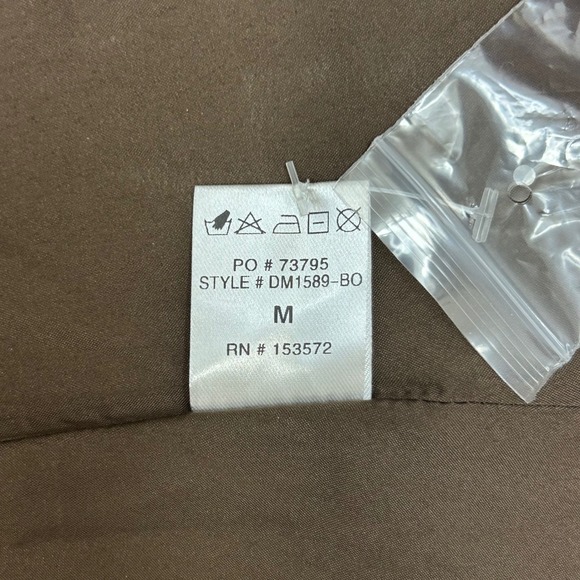 PO # 73795
STYLE # DM1589-BO
M
RN # 153572